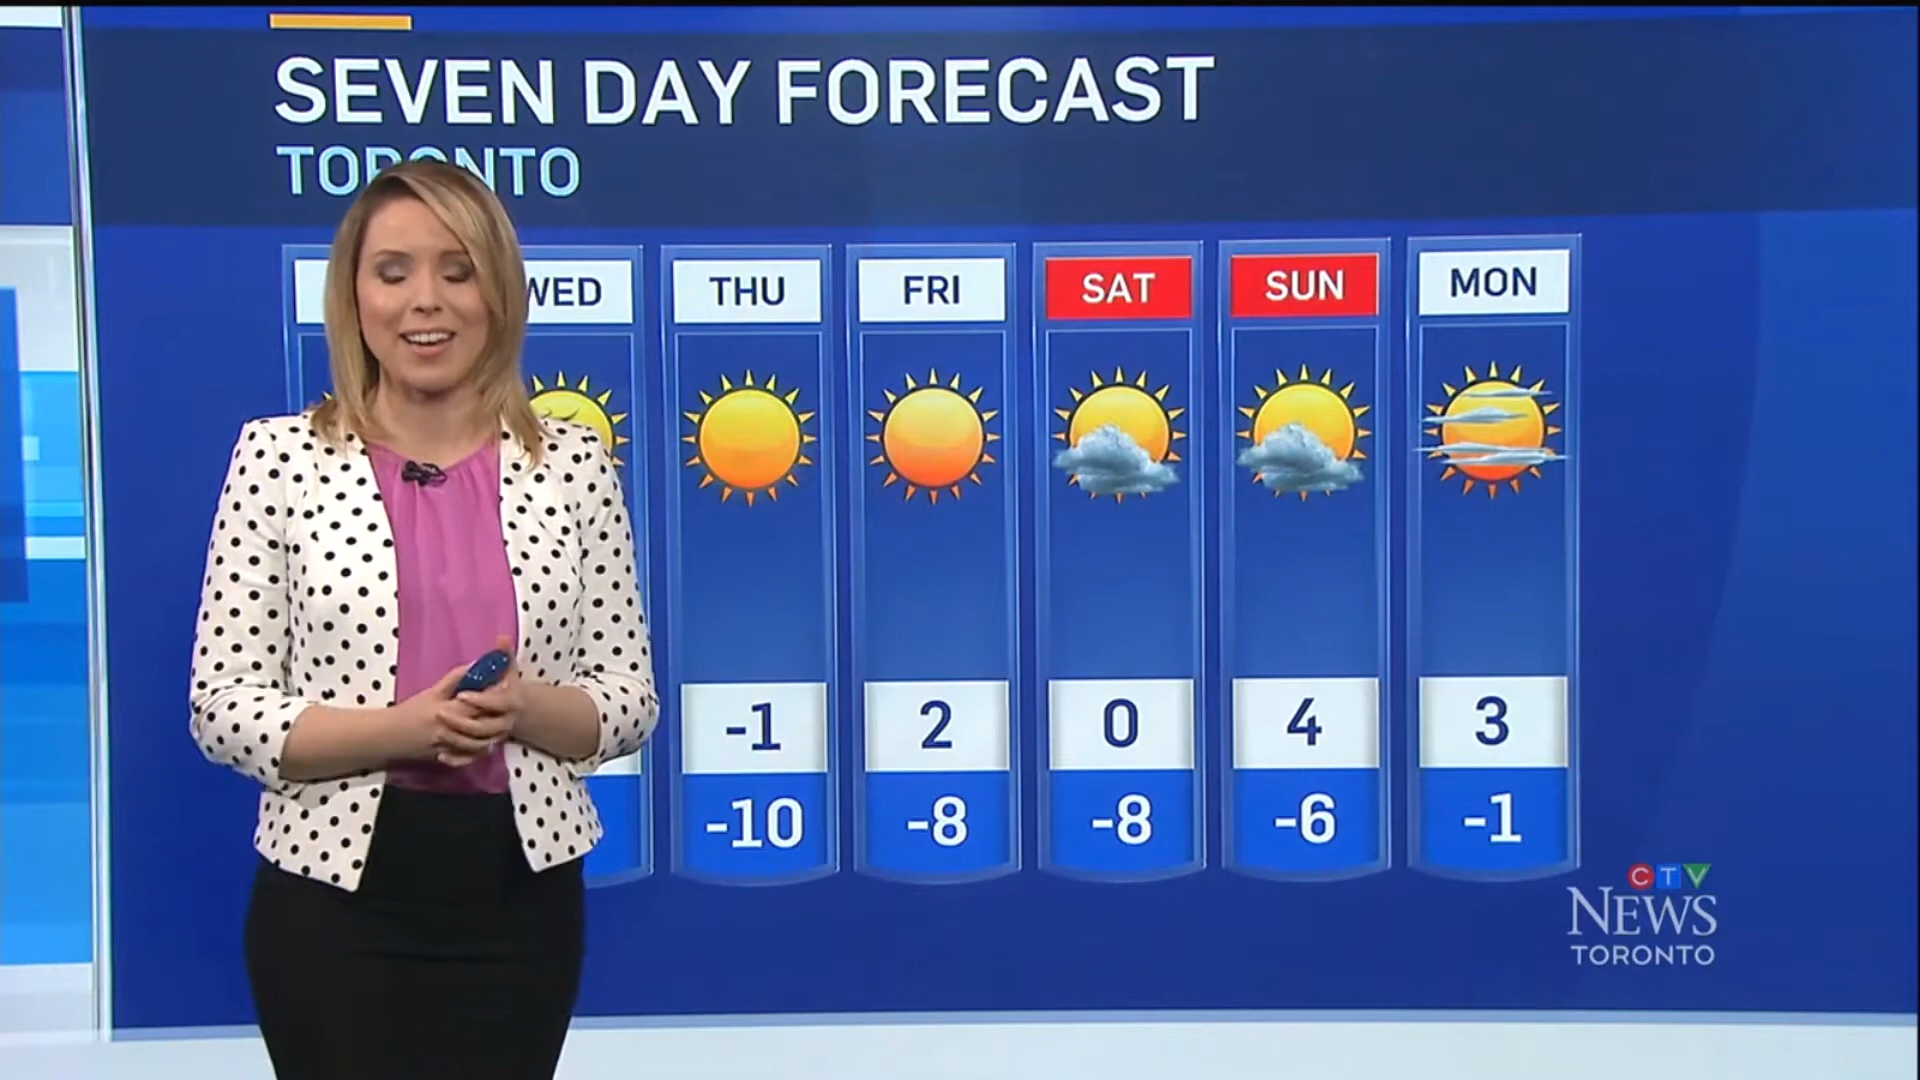 SEVEN DAY FORECAST
TORONTO
WED THU FRI SAT SUN MON
-1 2 0 4 3
-10 -8 -8 -6 -1
CTV
NEWS
TORONTO